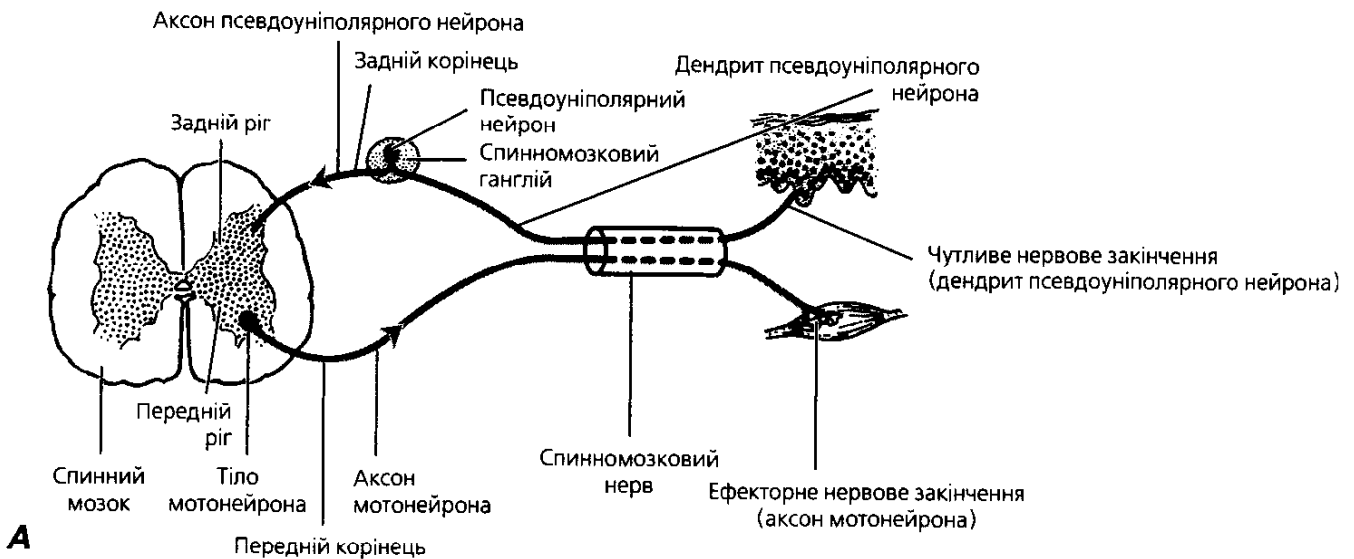 Аксон псевдоуніполярного нейрона
Задній корінець
Дендрит псевдоуніполярного
нейрона
Псевдоуніполярний
нейрон
Задній ріг
Спинномозковий
ганглій
Чутливе нервове закінчення
(дендрит псевдоуніполярного нейрона)
Передній
ріг
Спинний
мозок
Тіло
мотонейрона
Аксон
мотонейрона
Спинномозковий
нерв
Ефекторне нервове закінчення
(аксон мотонейрона)
Передній корінець
А